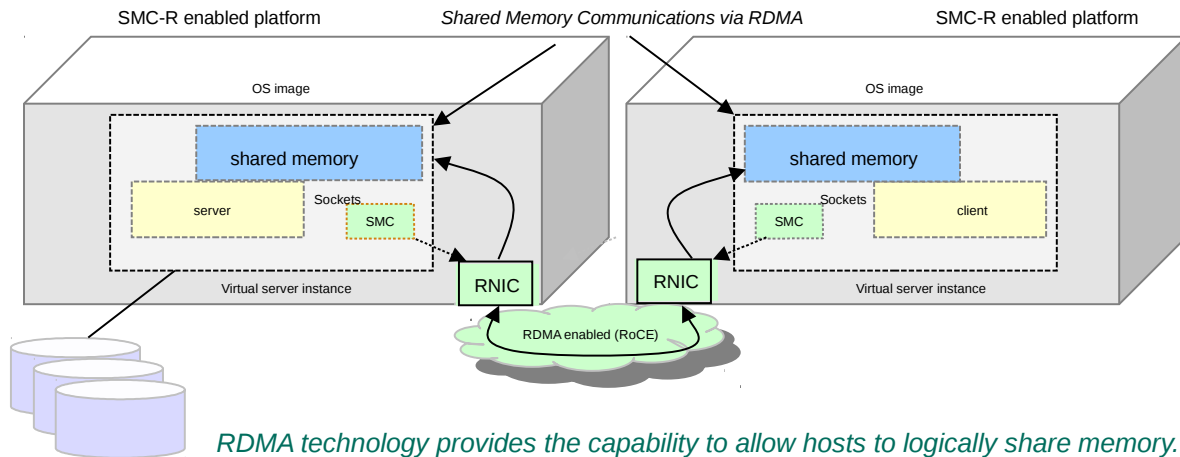 SMC-R enabled platform
Shared Memory Communications via RDMA
SMC-R enabled platform
OS image
OS image
shared memory
shared memory
server
Sockets
SMC
Sockets
SMC
client
RNIC
RNIC
Virtual server instance
Virtual server instance
RDMA enabled (RoCE)
RDMA technology provides the capability to allow hosts to logically share memory.